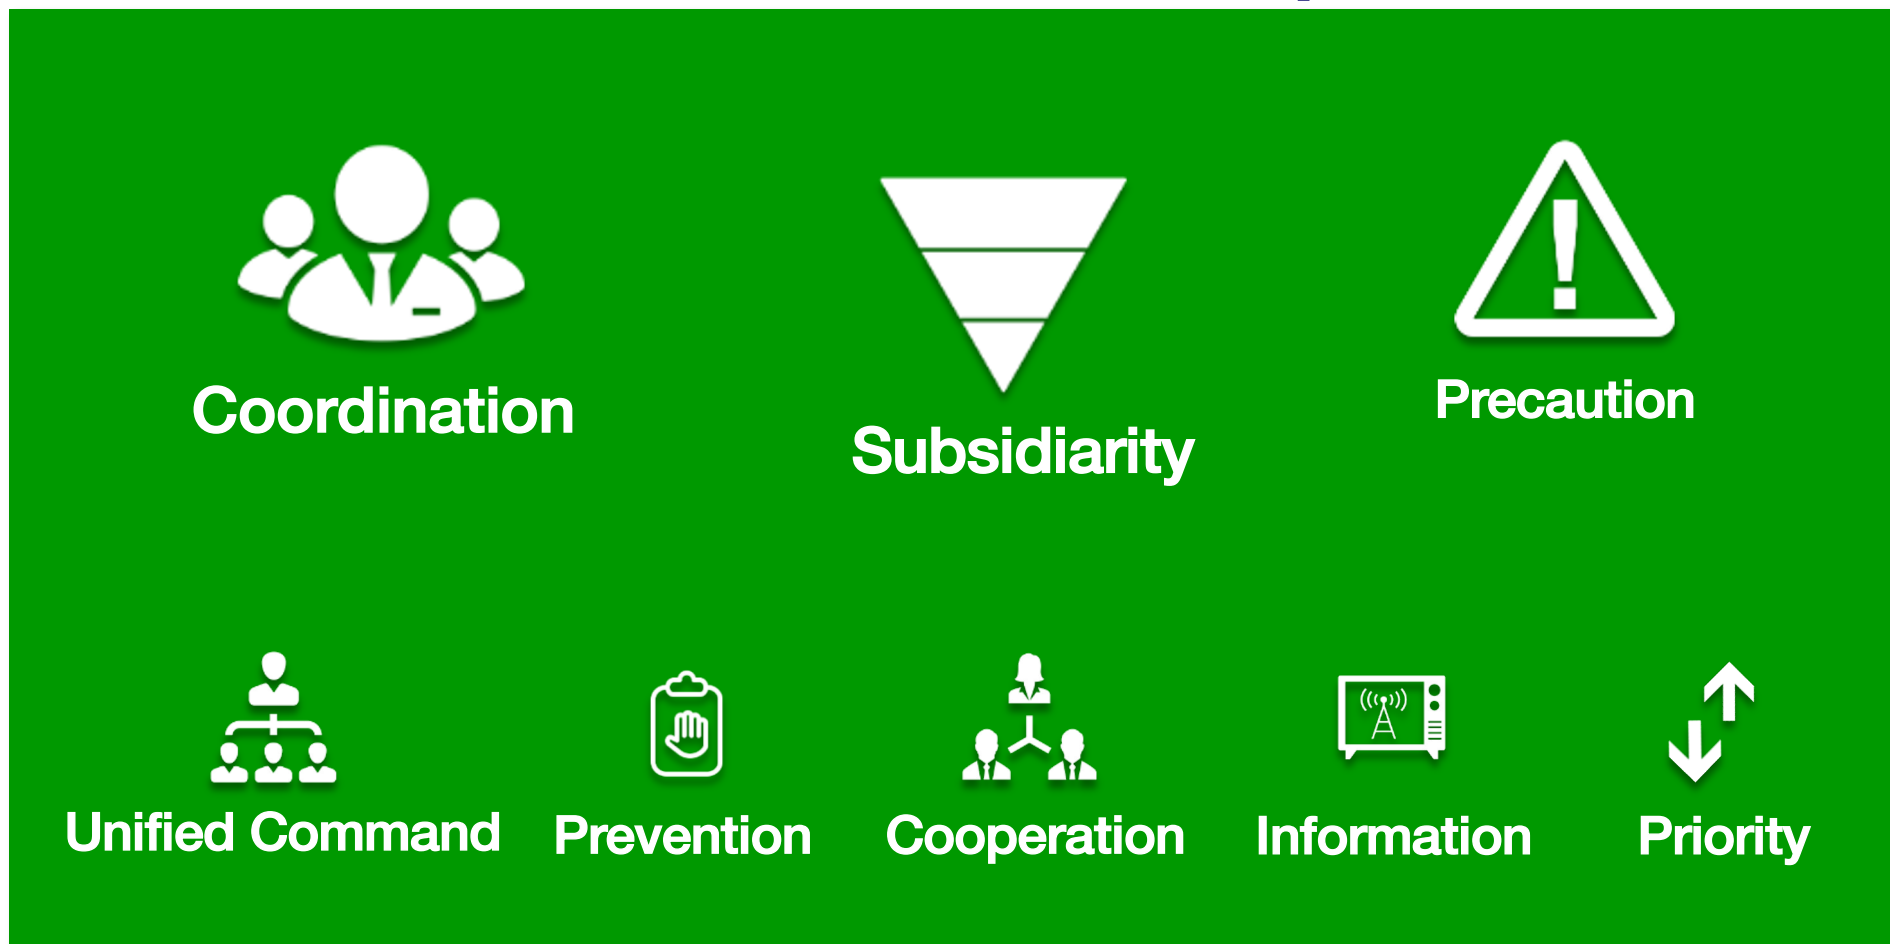 Coordination
Subsidiarity
Precaution
Unified Command
Prevention
Cooperation
Information
Priority